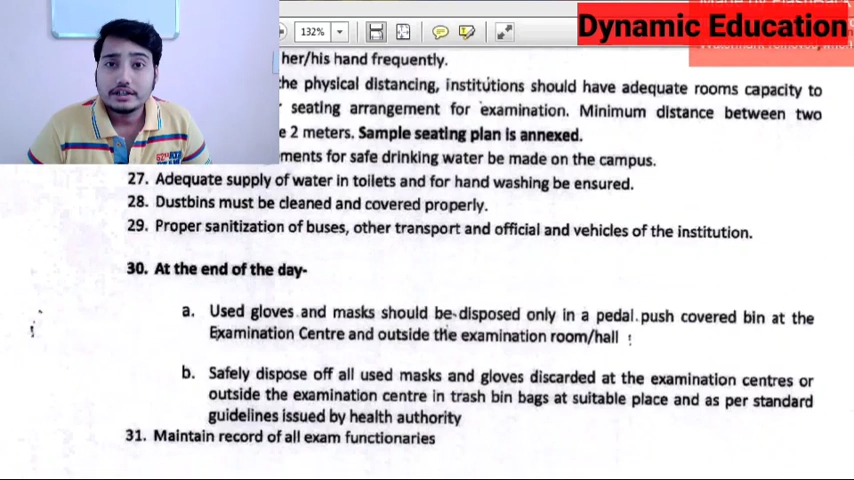 132%
Dynamic Education
her/his hand frequently.
the physical distancing, institutions should have adequate rooms capacity to
seating arrangement for examination. Minimum distance between two
e 2 meters. Sample seating plan is annexed.
ments for safe drinking water be made on the campus.
27. Adequate supply of water in toilets and for hand washing be ensured.
28. Dustbins must be cleaned and covered properly.
29. Proper sanitization of buses, other transport and official and vehicles of the institution.
30. At the end of the day-
a. Used gloves and masks should be disposed only in a pedal push covered bin at the
Examination Centre and outside the examination room/hall
b. Safely dispose off all used masks and gloves discarded at the examination centres or
outside the examination centre in trash bin bags at suitable place and as per standard
guidelines issued by health authority
31. Maintain record of all exam functionaries